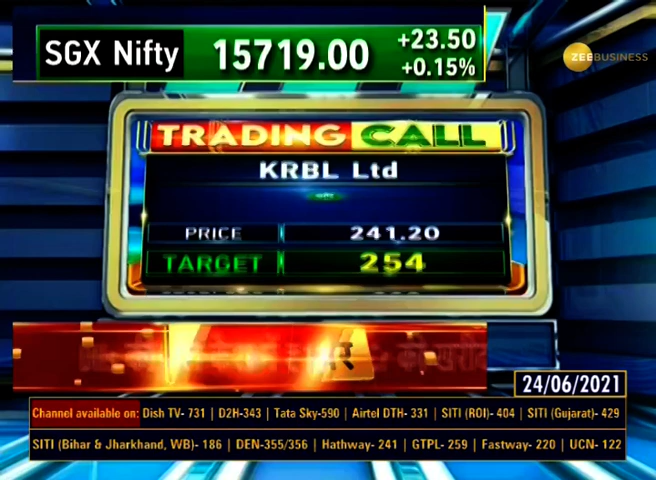 SGX Nifty 15719.00 +23.50
+0.15%
ZEEBUSINESS
TRADING CALL
KRBL Ltd
PRICE 241.20
TARGET 254
24/06/2021
Channel available on: Dish TV- 731 | D2H-343 | Tata Sky-590 | Airtel DTH- 331 | SITI (ROI)- 404 | SITI (Gujarat)- 429
SITI (Bihar & Jharkhand, WB)- 186 | DEN-355/356 | Hathway- 241 | GTPL- 259 | Fastway- 220 | UCN- 122